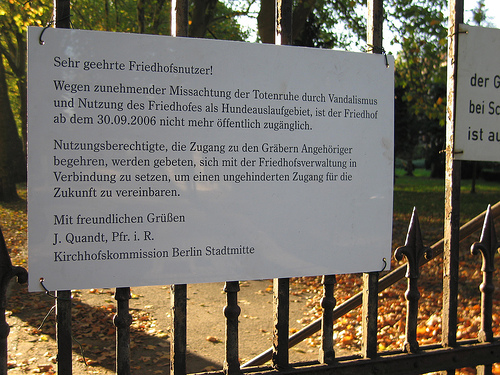 Sehr geehrte Friedhofsnutzer!
Wegen zunehmender Missachtung der Totenruhe durch Vandalismus
und Nutzung des Friedhofes als Hundeauslaufgebiet, ist der Friedhof
ab dem 30.09.2006 nicht mehr öffentlich zugänglich.
Nutzungsberechtigte, die Zugang zu den Gräbern Angehöriger
begehren, werden gebeten, sich mit der Friedhofsverwaltung in
Verbindung zu setzen, um einen ungehinderten Zugang für die
Zukunft zu vereinbaren.
Mit freundlichen Grüßen
J. Quandt, Pfr. i. R.
Kirchhofskommission Berlin Stadtmitte
der G
bei Sc
ist au